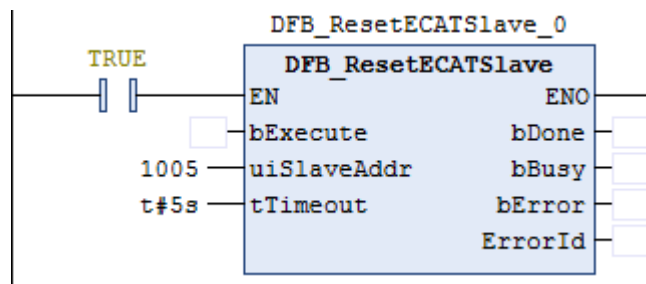 DFB_ResetECATSlave_0
TRUE
DFB_ResetECATSlave
EN ENO
bExecute bDone
1005 uiSlaveAddr bBusy
t#5s tTimeout bError
ErrorId